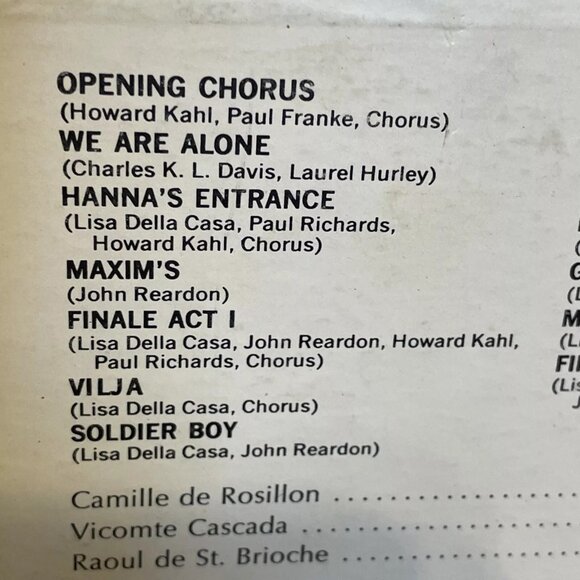 OPENING CHORUS
(Howard Kahl, Paul Franke, Chorus)
WE ARE ALONE
(Charles K. L. Davis, Laurel Hurley)
HANNA'S ENTRANCE
(Lisa Della Casa, Paul Richards,
Howard Kahl, Chorus)
MAXIM'S
(John Reardon)
FINALE ACT I
(Lisa Della Casa, John Reardon, Howard Kahl,
Paul Richards, Chorus)
VILJA
(Lisa Della Casa, Chorus)
SOLDIER BOY
(Lisa Della Casa, John Reardon)
Camille de Rosillon ..................
Vicomte Cascada ....................
Raoul de St. Brioche .................